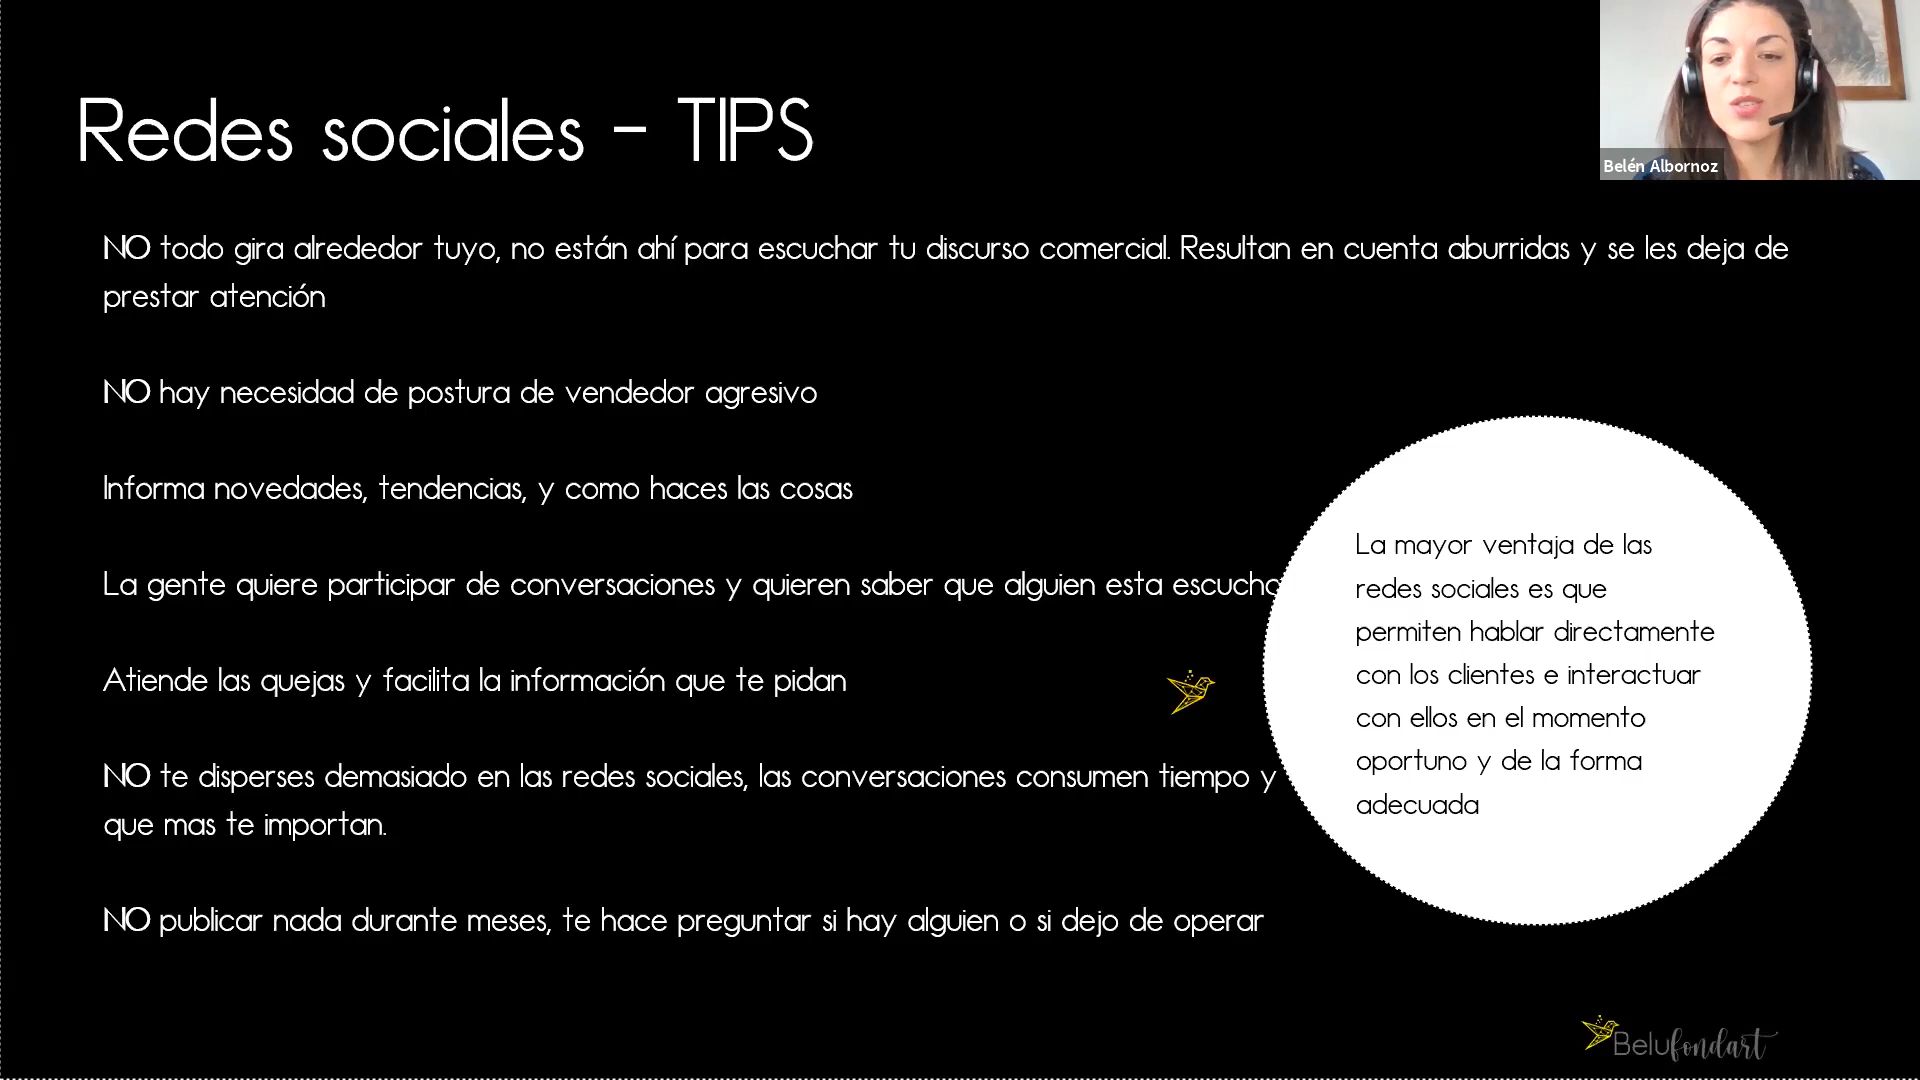 Redes sociales - TIPS
Belén Albornoz
NO todo gira alrededor tuyo, no están ahí para escuchar tu discurso comercial. Resultan en cuenta aburridas y se les deja de
prestar atención
NO hay necesidad de postura de vendedor agresivo
Informa novedades, tendencias, y como haces las cosas
La gente quiere participar de conversaciones y quieren saber que alguien esta
Atiende las quejas y facilita la información que te pidan
NO te disperses demasiado en las redes sociales, las conversaciones consumen tiempo y
que mas te importan.
NO publicar nada durante meses, te hace preguntar si hay alguien o si dejo de operar
La mayor ventaja de las
redes sociales es que
permiten hablar directamente
con los clientes e interactuar
con ellos en el momento
oportuno y de la forma
adecuada
Belufondart